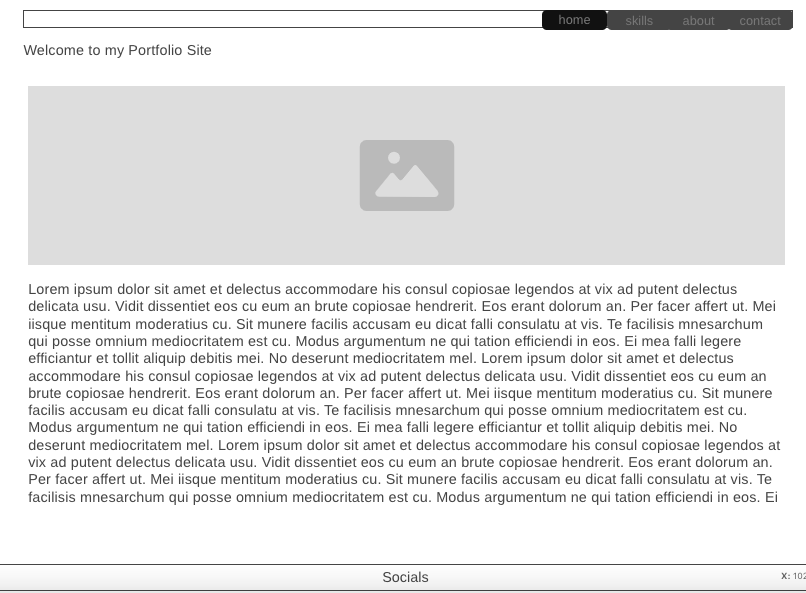 home skills about contact
Welcome to my Portfolio Site
Lorem ipsum dolor sit amet et delectus accommodare his consul copiosae legendos at vix ad putent delectus
delicata usu. Vidit dissentiet eos cu eum an brute copiosae hendrerit. Eos erant dolorum an. Per facer affert ut. Mei
iisque mentitum moderatius cu. Sit munere facilis accusam eu dicat falli consulatu at vis. Te facilisis mnesarchum
qui posse omnium mediocritatem est cu. Modus argumentum ne qui tation efficiendi in eos. Ei mea falli legere
efficiantur et tollit aliquip debitis mei. No deserunt mediocritatem mel. Lorem ipsum dolor sit amet et delectus
accommodare his consul copiosae legendos at vix ad putent delectus delicata usu. Vidit dissentiet eos cu eum an
brute copiosae hendrerit. Eos erant dolorum an. Per facer affert ut. Mei iisque mentitum moderatius cu. Sit munere
facilis accusam eu dicat falli consulatu at vis. Te facilisis mnesarchum qui posse omnium mediocritatem est cu.
Modus argumentum ne qui tation efficiendi in eos. Ei mea falli legere efficiantur et tollit aliquip debitis mei. No
deserunt mediocritatem mel. Lorem ipsum dolor sit amet et delectus accommodare his consul copiosae legendos at
vix ad putent delectus delicata usu. Vidit dissentiet eos cu eum an brute copiosae hendrerit. Eos erant dolorum an.
Per facer affert ut. Mei iisque mentitum moderatius cu. Sit munere facilis accusam eu dicat falli consulatu at vis. Te
facilisis mnesarchum qui posse omnium mediocritatem est cu. Modus argumentum ne qui tation efficiendi in eos. Ei
Socials
X: 102